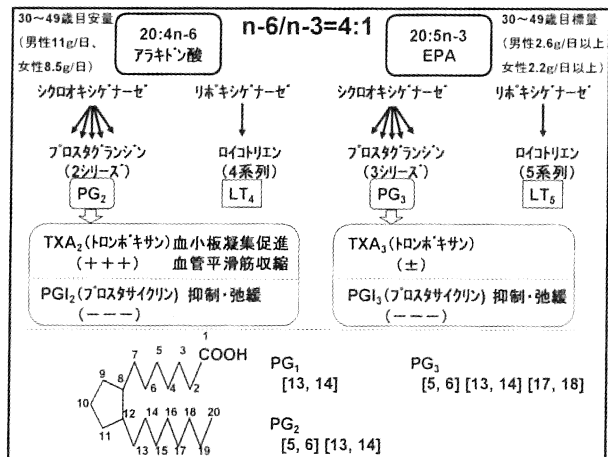 30～49歳目安量
(男性11g/日、
女性8.5g/日)
20:4n-6
アラキドン酸
n-6/n-3=4:1
20:5n-3
EPA
30～49歳目標量
(男性2.6g/日以上、
女性2.2g/日以上)
シクロオキシゲナーゼ
リポキシゲナーゼ
シクロオキシゲナーゼ
リポキシゲナーゼ
プロスタグランジン
(2シリーズ)
PG2
ロイコトリエン
(4系列)
LT4
プロスタグランジン
(3シリーズ)
PG3
ロイコトリエン
(5系列)
LT5
TXA2(トロンボキサン) 血小板凝集促進
(+++) 血管平滑筋収縮
PGI2(プロスタサイクリン) 抑制・弛緩
(ーーー)
TXA3(トロンボキサン)
(±)
PGI3(プロスタサイクリン) 抑制・弛緩
(ーーー)
1
COOH
9 7 5 3
8 6 4 2
10
12 14 16 18 20
11 13 15 17 19
PG1
[13, 14]
PG2
[5, 6] [13, 14]
PG3
[5, 6] [13, 14] [17, 18]